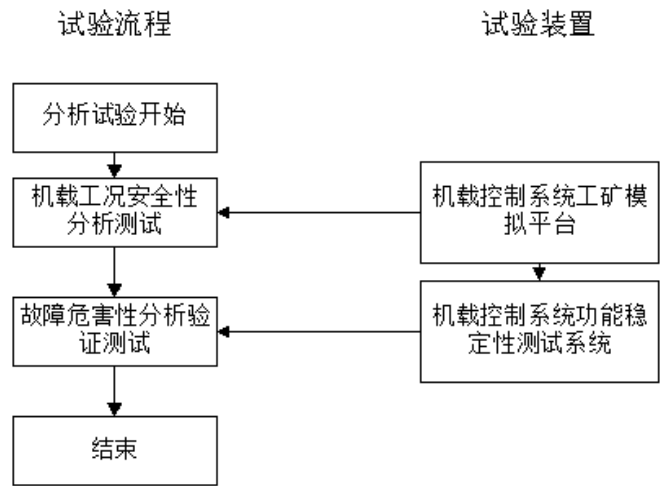 试验流程
试验装置
分析试验开始
机载工况安全性
分析测试
机载控制系统工矿模
拟平台
故障危害性分析验
证测试
机载控制系统功能稳
定性测试系统
结束